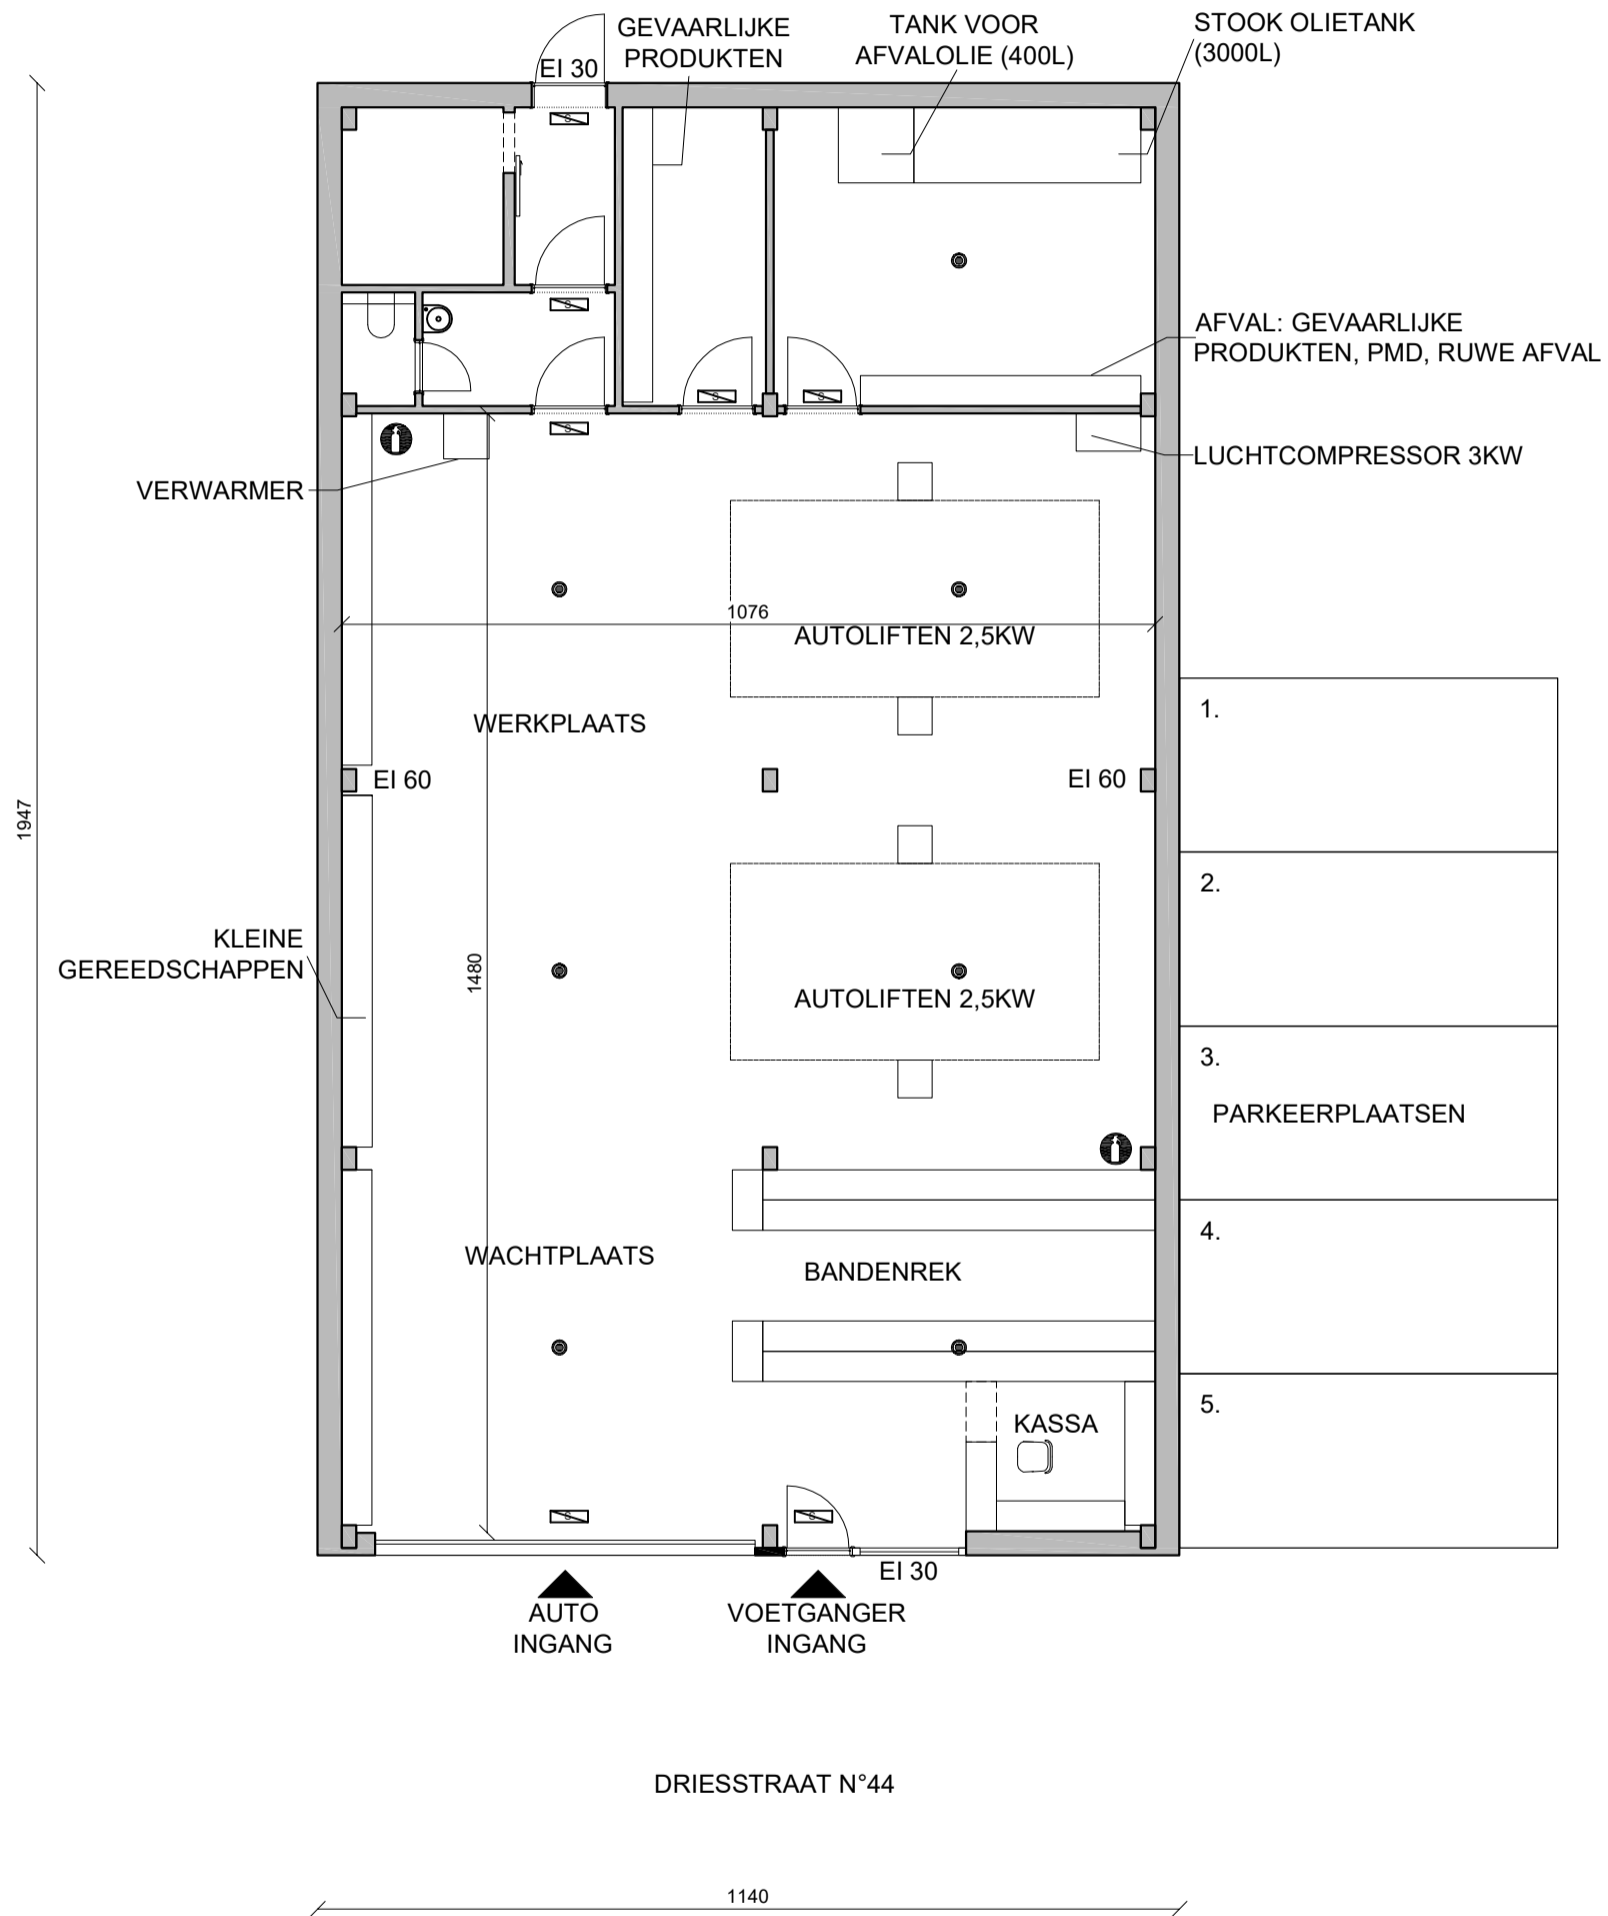 GEVAARLIJKE
PRODUKTEN
TANK VOOR
AFVALOLIE (400L)
STOOK OLIETANK
(3000L)
EI 30
AFVAL: GEVAARLIJKE
PRODUKTEN, PMD, RUWE AFVAL
LUCHTCOMPRESSOR 3KW
VERWARMER
1076
AUTOLIFTEN 2,5KW
WERKPLAATS
1.
EI 60
EI 60
1947
2.
KLEINE
GEREEDSCHAPPEN
1480
AUTOLIFTEN 2,5KW
3.
PARKEERPLAATSEN
4.
WACHTPLAATS
BANDENREK
5.
KASSA
EI 30
AUTO
INGANG
VOETGANGER
INGANG
DRIESSTRAAT N°44
1140